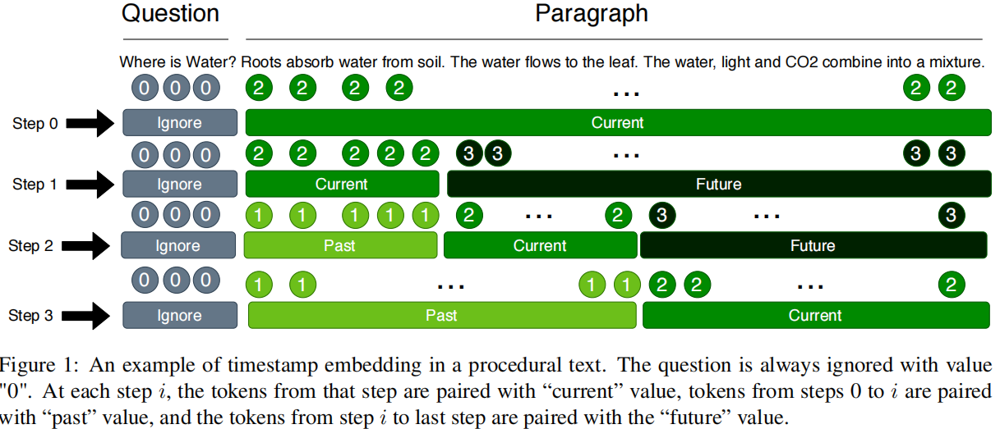 Question Paragraph
Where is Water? Roots absorb water from soil. The water flows to the leaf. The water, light and CO2 combine into a mixture.
0 0 0 2 2 2 2 ... 2 2
Step 0 Ignore Current
0 0 0 2 2 2 2 2 3 3 ... 3 3
Step 1 Ignore Current Future
0 0 0 1 1 1 1 1 2 ... 2 3 ... 3
Step 2 Ignore Past Current Future
0 0 0 1 1 ... 1 1 2 2 ... 2
Step 3 Ignore Past Current
Figure 1: An example of timestamp embedding in a procedural text. The question is always ignored with value
"0". At each step i, the tokens from that step are paired with “current” value, tokens from steps 0 to i are paired
with “past” value, and the tokens from step i to last step are paired with the “future” value.